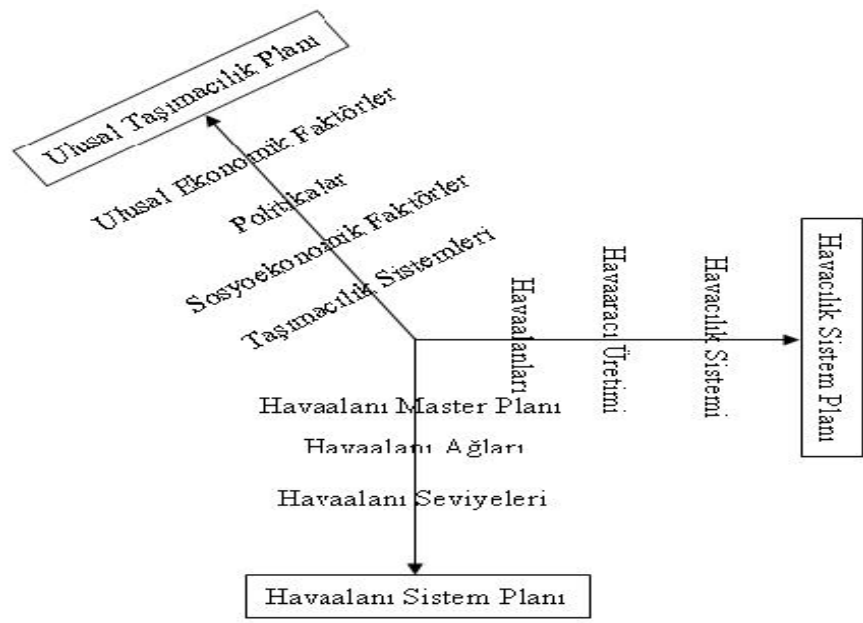 Ulusal Taşımacılık Planı
Ulusal Ekonomik Faktörler
Politikalar
Sosyoekonomik Faktörler
Taşımacılık Sistemleri
Havaalanları
Havaaracı Üretimi
Havacılık Sistemi
Havacılık Sistem Planı
Havaalanı Master Planı
Havaalanı Ağları
Havaalanı Seviyeleri
Havaalanı Sistem Planı